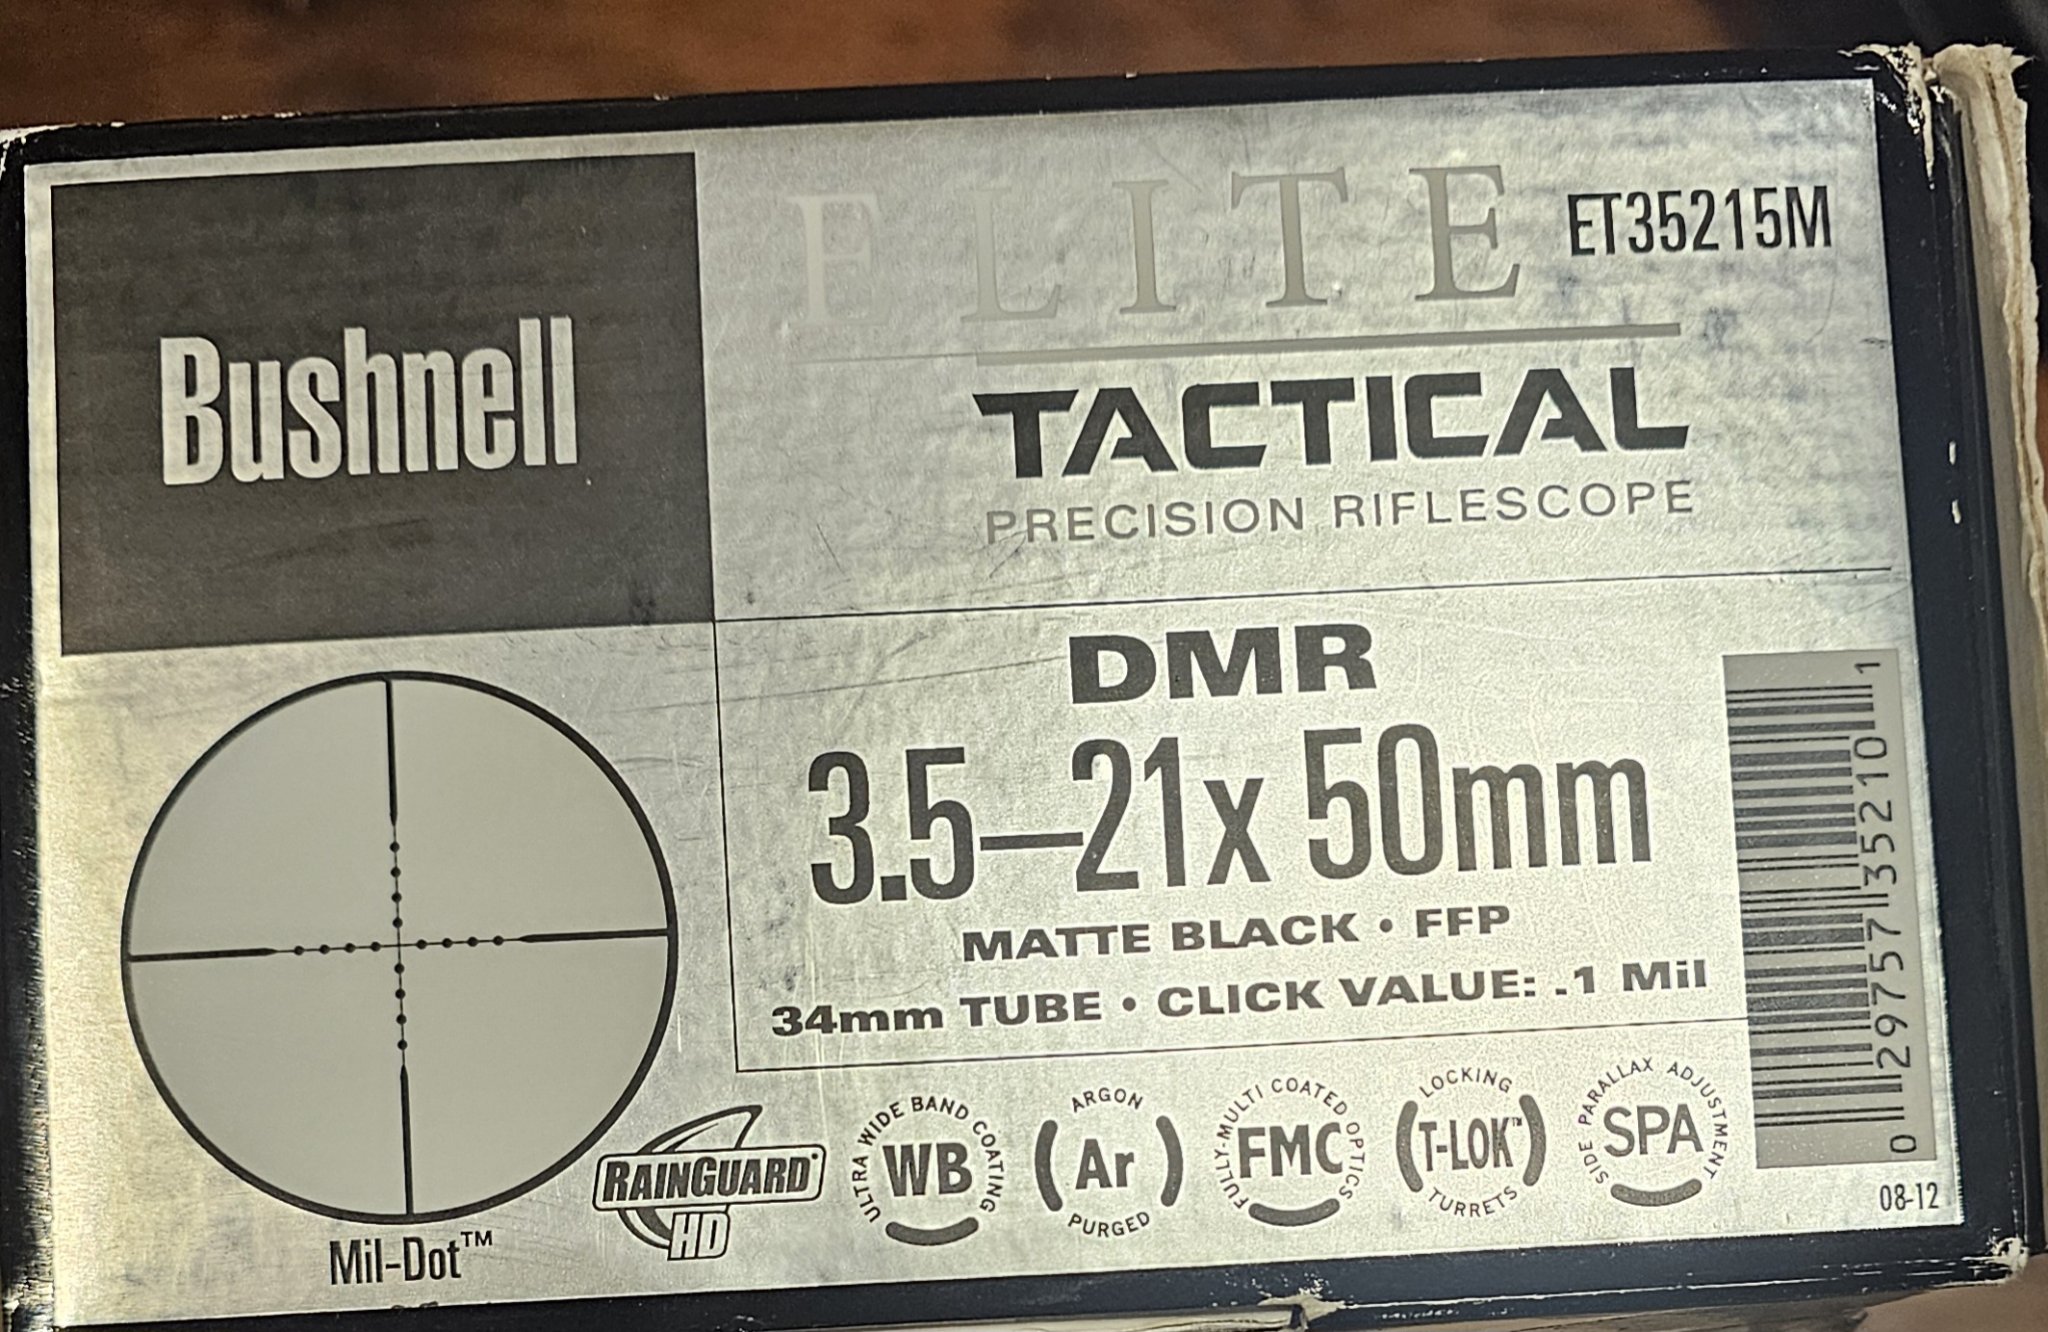 Bushnell
ELITE
ET35215M
TACTICAL
PRECISION RIFLESCOPE
DMR
3.5–21x 50mm
MATTE BLACK • FFP
34mm TUBE • CLICK VALUE: .1 Mil
0 29757 35210 1
Mil-Dot™
RAINGUARD®
HD
ULTRA WIDE BAND COATING
WB
ARGON
Ar
PURGED
FULLY-MULTI COATED OPTICS
FMC
LOCKING
T-LOK™
TURRETS
SIDE PARALLAX ADJUSTMENT
SPA
08-12